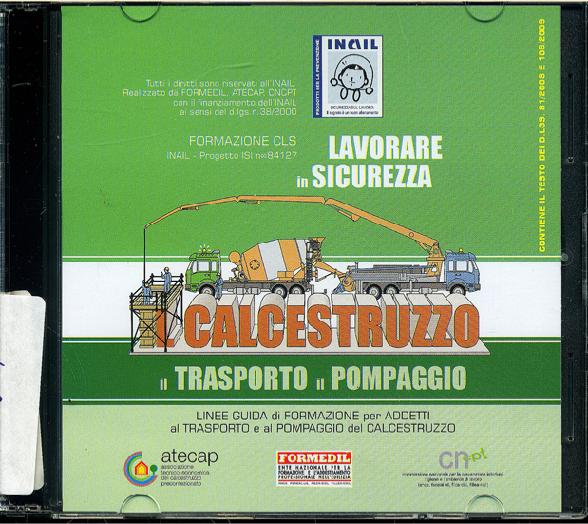 INAIL
PRODOTTI PER LA PREVENZIONE
Tutti i diritti sono riservati all'INAIL.
Realizzato da FORMEDIL, ATECAP, CNCPT
con il finanziamento dell'INAIL
ai sensi del d.lgs. n. 38/2000
FORMAZIONE CLS
INAIL - Progetto ISI n° 84127
LAVORARE
in SICUREZZA
CONTIENE IL TESTO DEI D.LGS. 81/2008 E 106/2009
CALCESTRUZZO
il TRASPORTO il POMPAGGIO
LINEE GUIDA di FORMAZIONE per ADDETTI
al TRASPORTO e al POMPAGGIO del CALCESTRUZZO
atecap
associazione
tecnico-economica
del calcestruzzo
preconfezionato
FORMEDIL
ENTE NAZIONALE PER LA
FORMAZIONE E L'ADDESTRAMENTO
PROFESSIONALE NELL'EDILIZIA
cncpt